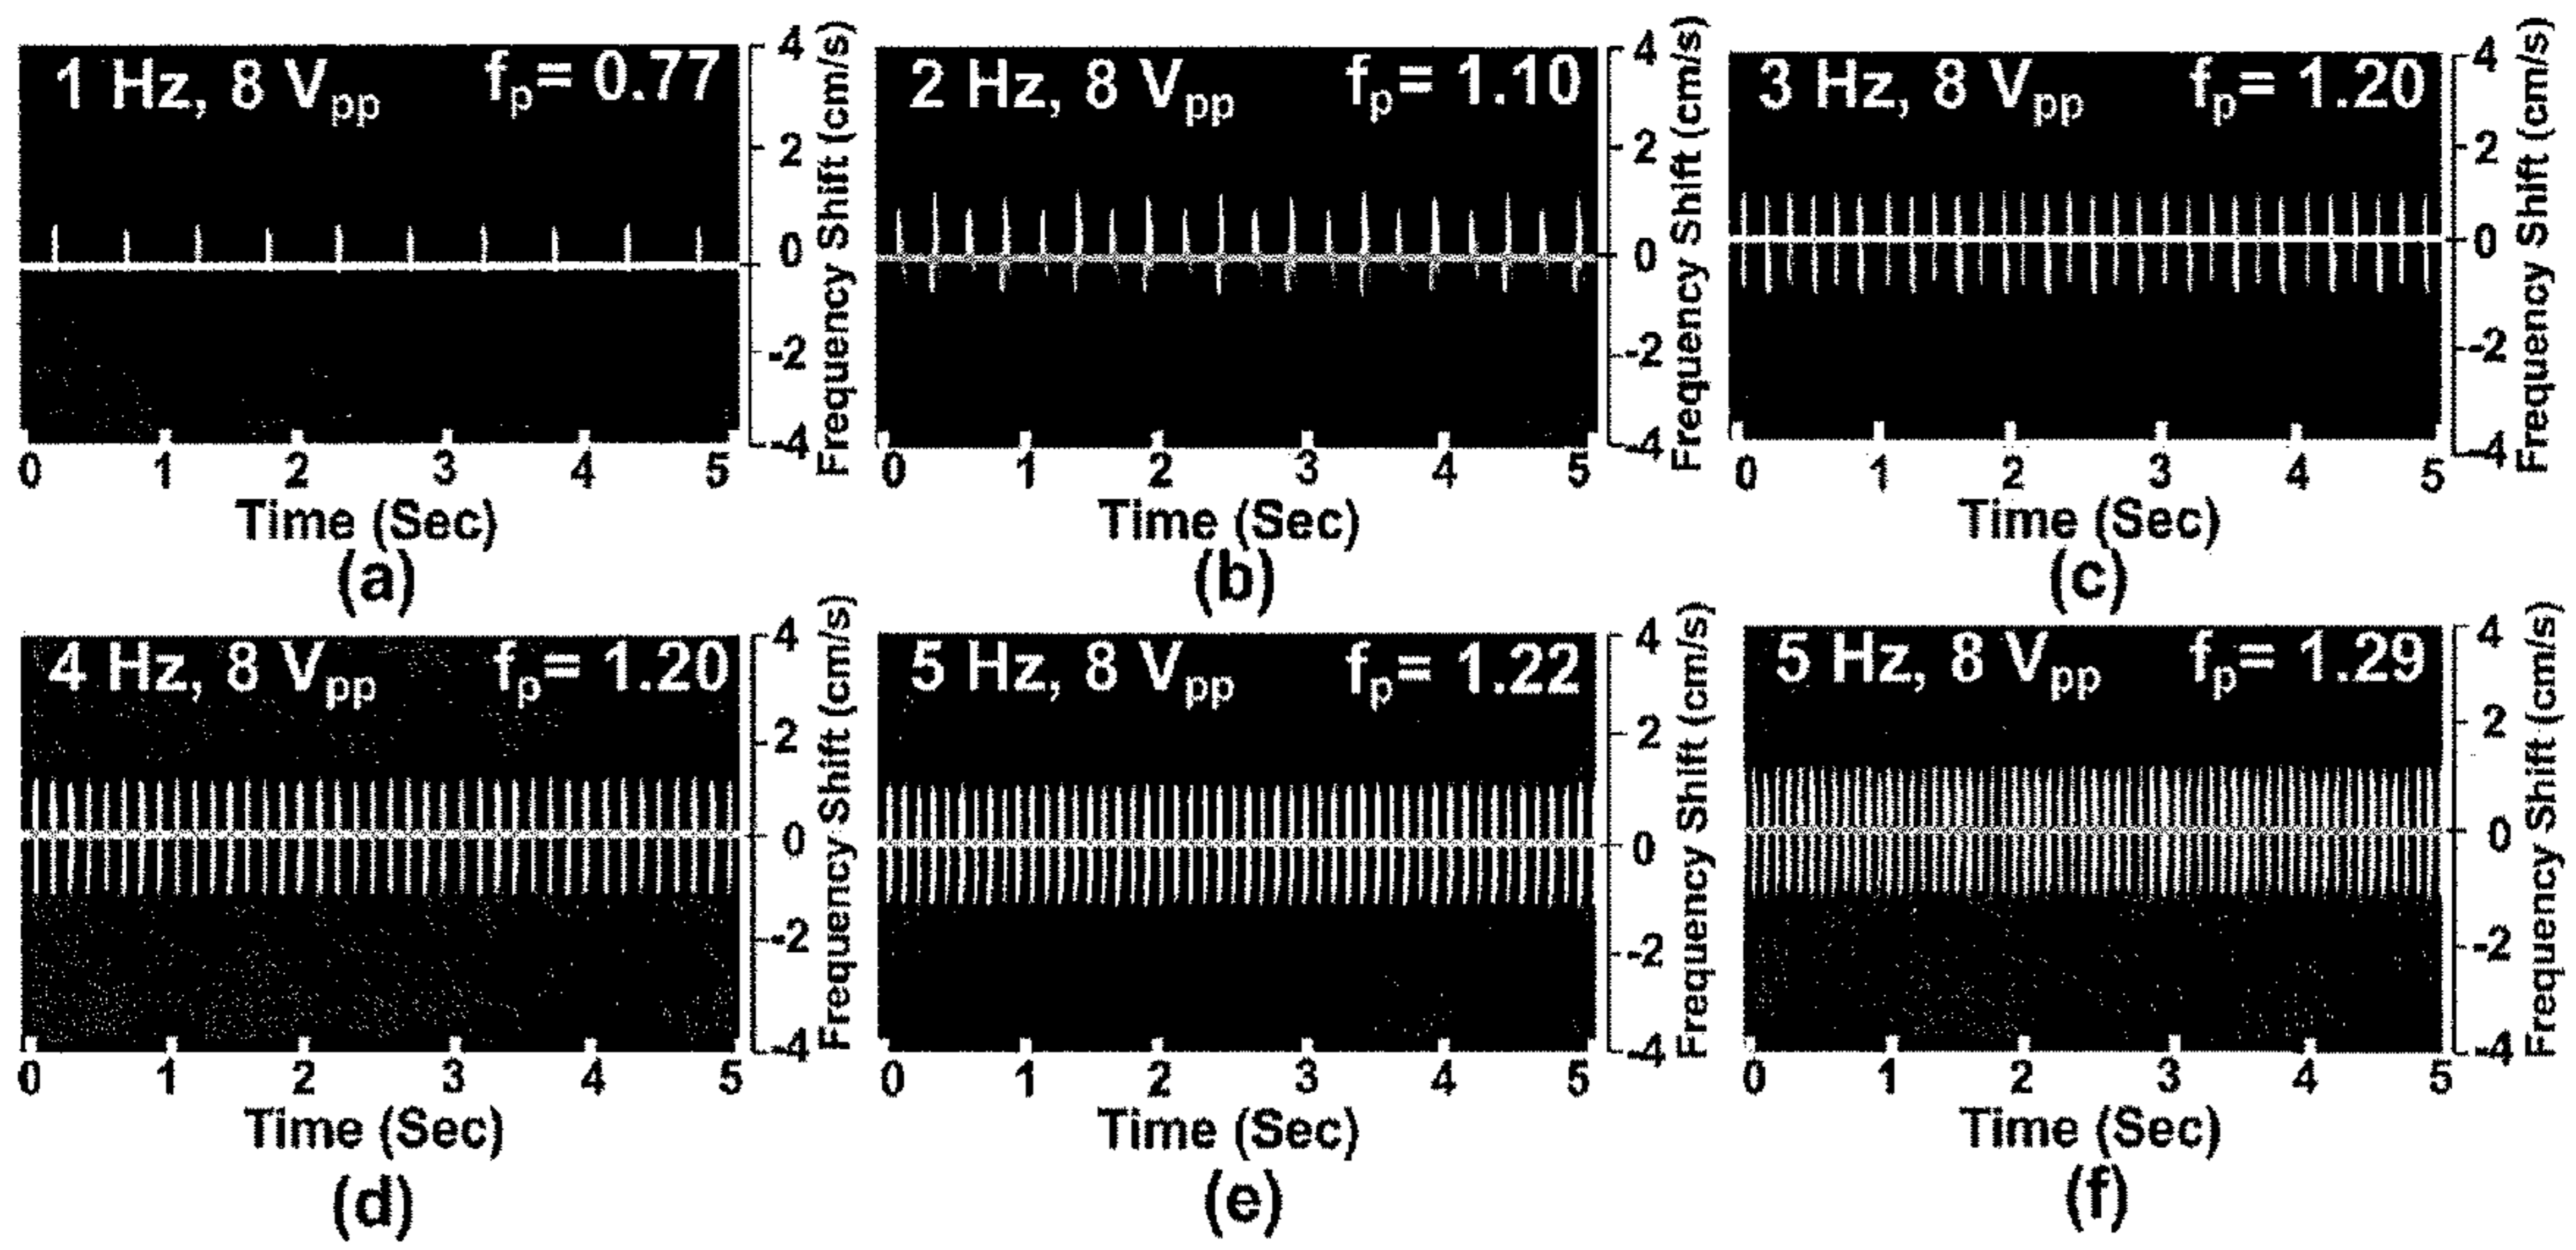 1 Hz, 8 Vpp fp= 0.77
4
2
0
-2
-4
Frequency Shift (cm/s)
0 1 2 3 4 5
Time (Sec)
(a)
2 Hz, 8 Vpp fp= 1.10
4
2
0
-2
-4
Frequency Shift (cm/s)
0 1 2 3 4 5
Time (Sec)
(b)
3 Hz, 8 Vpp fp= 1.20
4
2
0
-2
-4
Frequency Shift (cm/s)
0 1 2 3 4 5
Time (Sec)
(c)
4 Hz, 8 Vpp fp= 1.20
4
2
0
-2
-4
Frequency Shift (cm/s)
0 1 2 3 4 5
Time (Sec)
(d)
5 Hz, 8 Vpp fp= 1.22
4
2
0
-2
-4
Frequency Shift (cm/s)
0 1 2 3 4 5
Time (Sec)
(e)
5 Hz, 8 Vpp fp= 1.29
4
2
0
-2
-4
Frequency Shift (cm/s)
0 1 2 3 4 5
Time (Sec)
(f)